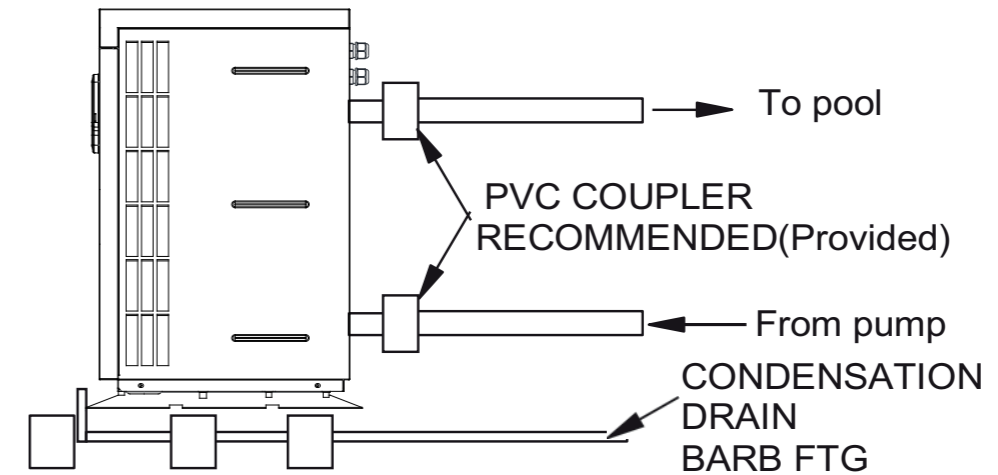 To pool
PVC COUPLER
RECOMMENDED(Provided)
From pump
CONDENSATION
DRAIN
BARB FTG